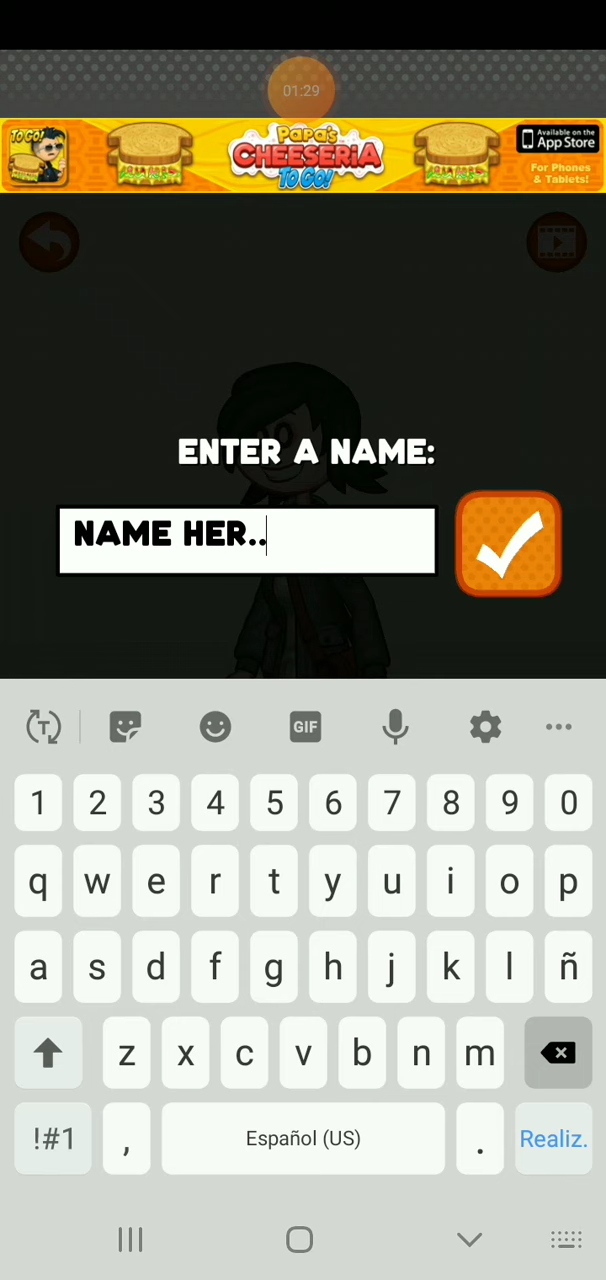 01:29
TO GO!
Papa's
CHEESERIA
TO GO!
Available on the
App Store
For Phones
& Tablets!
ENTER A NAME:
NAME HER..
T
GIF
1 2 3 4 5 6 7 8 9 0
q w e r t y u i o p
a s d f g h j k l ñ
z x c v b n m
!#1 , Español (US) . Realiz.